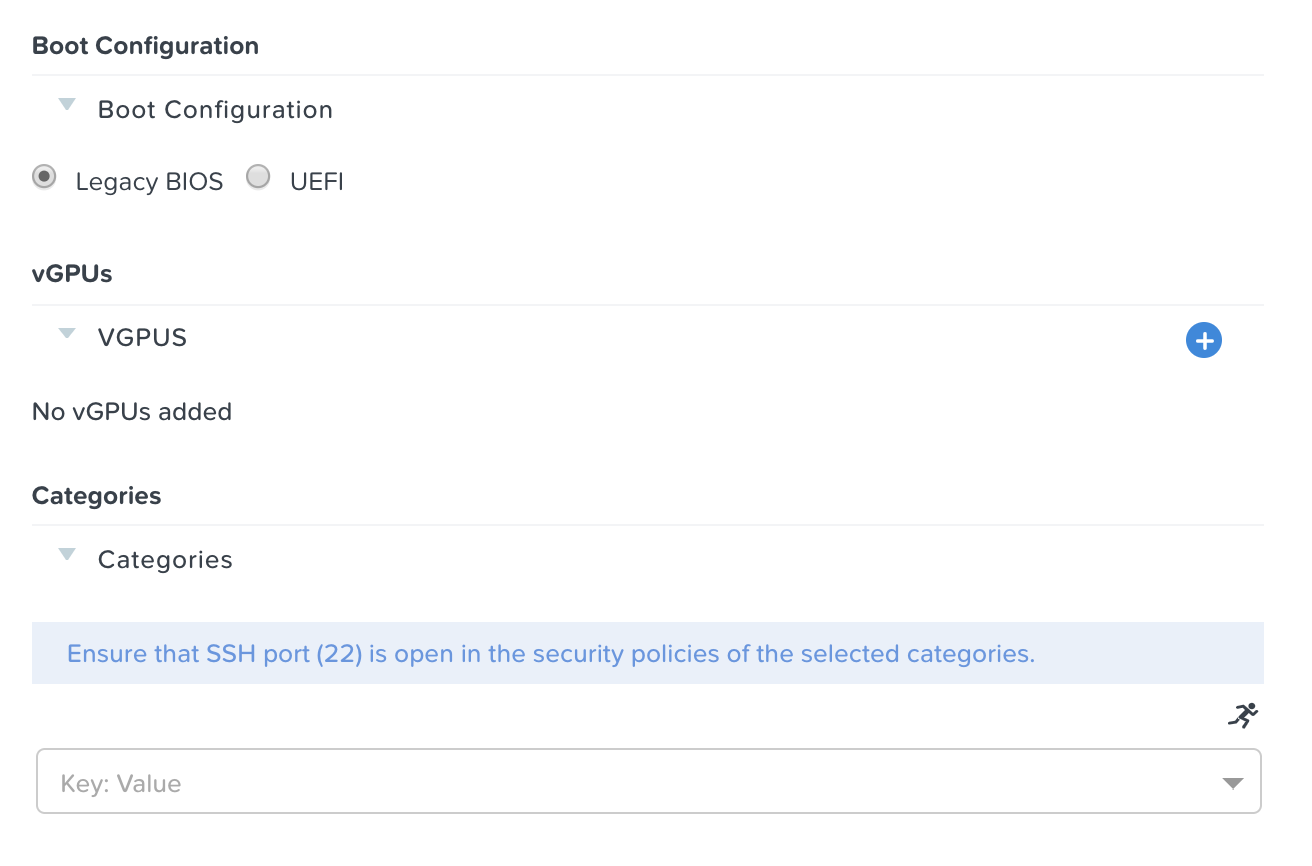 Boot Configuration
Boot Configuration
Legacy BIOS UEFI
vGPUs
VGPUS
No vGPUs added
Categories
Categories
Ensure that SSH port (22) is open in the security policies of the selected categories.
Key: Value